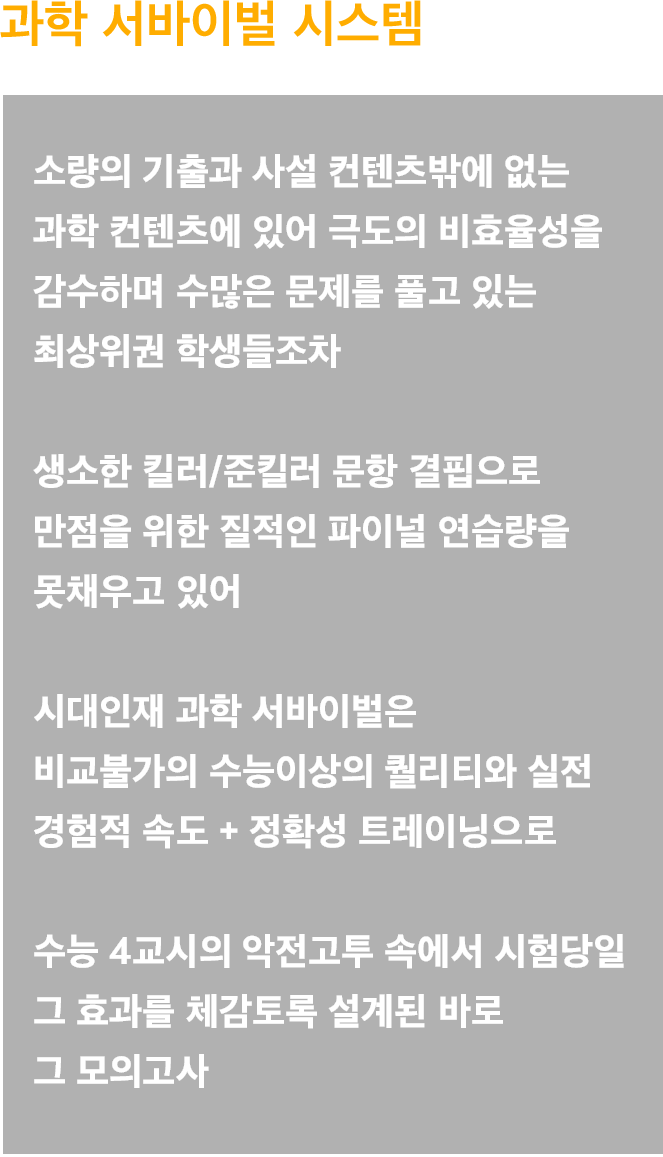 과학 서바이벌 시스템
소량의 기출과 사설 컨텐츠밖에 없는
과학 컨텐츠에 있어 극도의 비효율성을
감수하며 수많은 문제를 풀고 있는
최상위권 학생들조차
생소한 킬러/준킬러 문항 결핍으로
만점을 위한 질적인 파이널 연습량을
못채우고 있어
시대인재 과학 서바이벌은
비교불가의 수능이상의 퀄리티와 실전
경험적 속도 + 정확성 트레이닝으로
수능 4교시의 악전고투 속에서 시험당일
그 효과를 체감토록 설계된 바로
그 모의고사